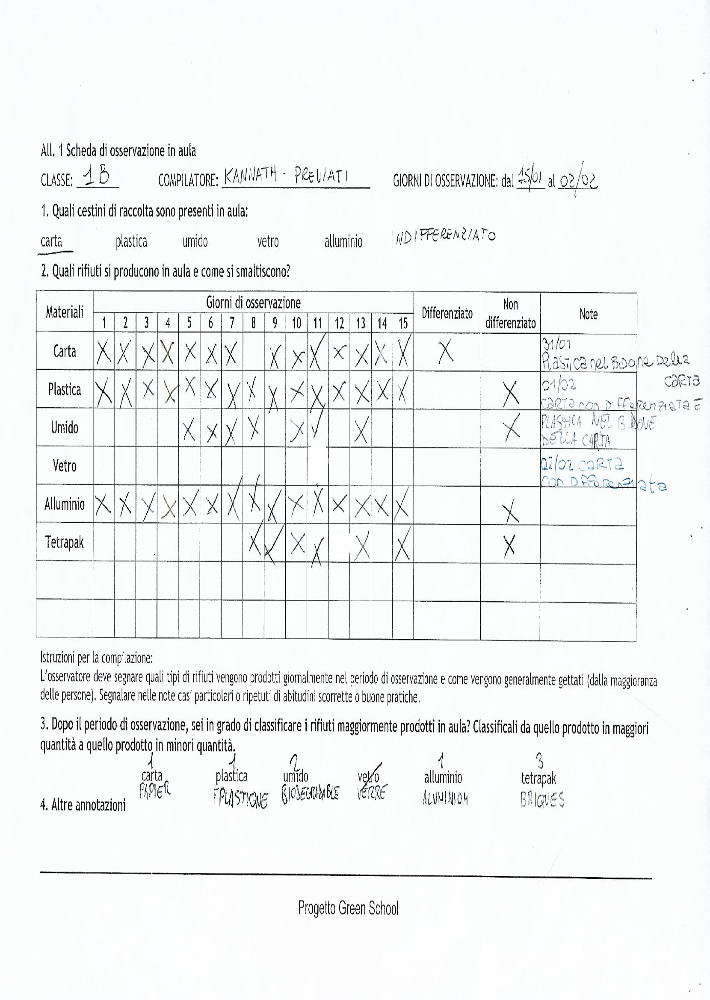 All. 1 Scheda di osservazione in aula
CLASSE: 1B COMPILATORE: KANNATH - PREVIATI GIORNI DI OSSERVAZIONE: dal 15/01 al 02/02
1. Quali cestini di raccolta sono presenti in aula:
carta plastica umido vetro alluminio INDIFFERENZIATO
2. Quali rifiuti si producono in aula e come si smaltiscono?
Materiali Giorni di osservazione Differenziato Non differenziato Note
1 2 3 4 5 6 7 8 9 10 11 12 13 14 15
Carta X X X X X X X X X X X X X X X 31/01
Plastica nel BIDone Della
CARTA
Plastica X X X X X X X X X X X X X X X X 01/02
CARTA non DIFFerenziata E
Umido X X X X X X X X PLASTICA NEL BIDONE
DELLA CARTA
Vetro 02/02 CARTA
non DIFFerenziata
Alluminio X X X X X X X X X X X X X X X X
Tetrapak X X X X X X X
Istruzioni per la compilazione:
L'osservatore deve segnare quali tipi di rifiuti vengono prodotti giornalmente nel periodo di osservazione e come vengono generalmente gettati (dalla maggioranza
delle persone). Segnalare nelle note casi particolari o ripetuti di abitudini scorrette o buone pratiche.
3. Dopo il periodo di osservazione, sei in grado di classificare i rifiuti maggiormente prodotti in aula? Classificali da quello prodotto in maggiori
quantità a quello prodotto in minori quantità.
1 1 2 1 3
carta plastica umido vetro alluminio tetrapak
PAPIER PLASTIQUE BIODEGRADABLE VERRE ALUMINIOM BRIQUES
4. Altre annotazioni
Progetto Green School